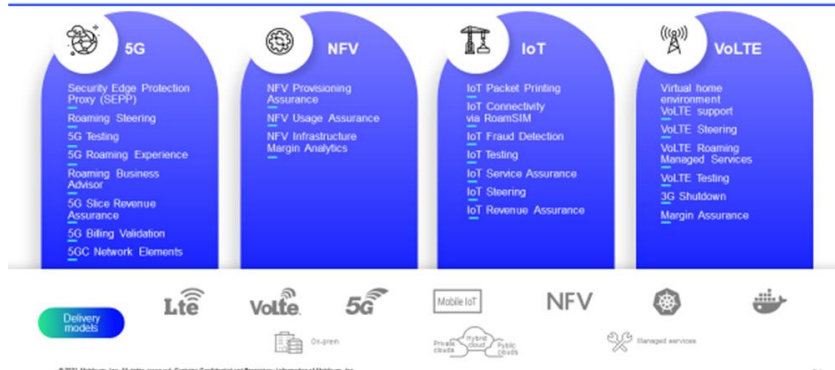 5G
Security Edge Protection
Proxy (SEPP)
Roaming Steering
5G Testing
5G Roaming Experience
Roaming Business
Advisor
5G Slice Revenue
Assurance
5G Billing Validation
5GC Network Elements
NFV
NFV Provisioning
Assurance
NFV Usage Assurance
NFV Infrastructure
Margin Analytics
IoT
IoT Packet Printing
IoT Connectivity
via RoamSIM
IoT Fraud Detection
IoT Testing
IoT Service Assurance
IoT Steering
IoT Revenue Assurance
VoLTE
Virtual home
environment
VoLTE support
VoLTE Steering
VoLTE Roaming
Managed Services
VoLTE Testing
3G Shutdown
Margin Assurance
Delivery
models
Lte
Volte
5G
Mobile IoT
NFV
On-prem
Private
clouds
Hybrid
cloud
Public
clouds
Managed services